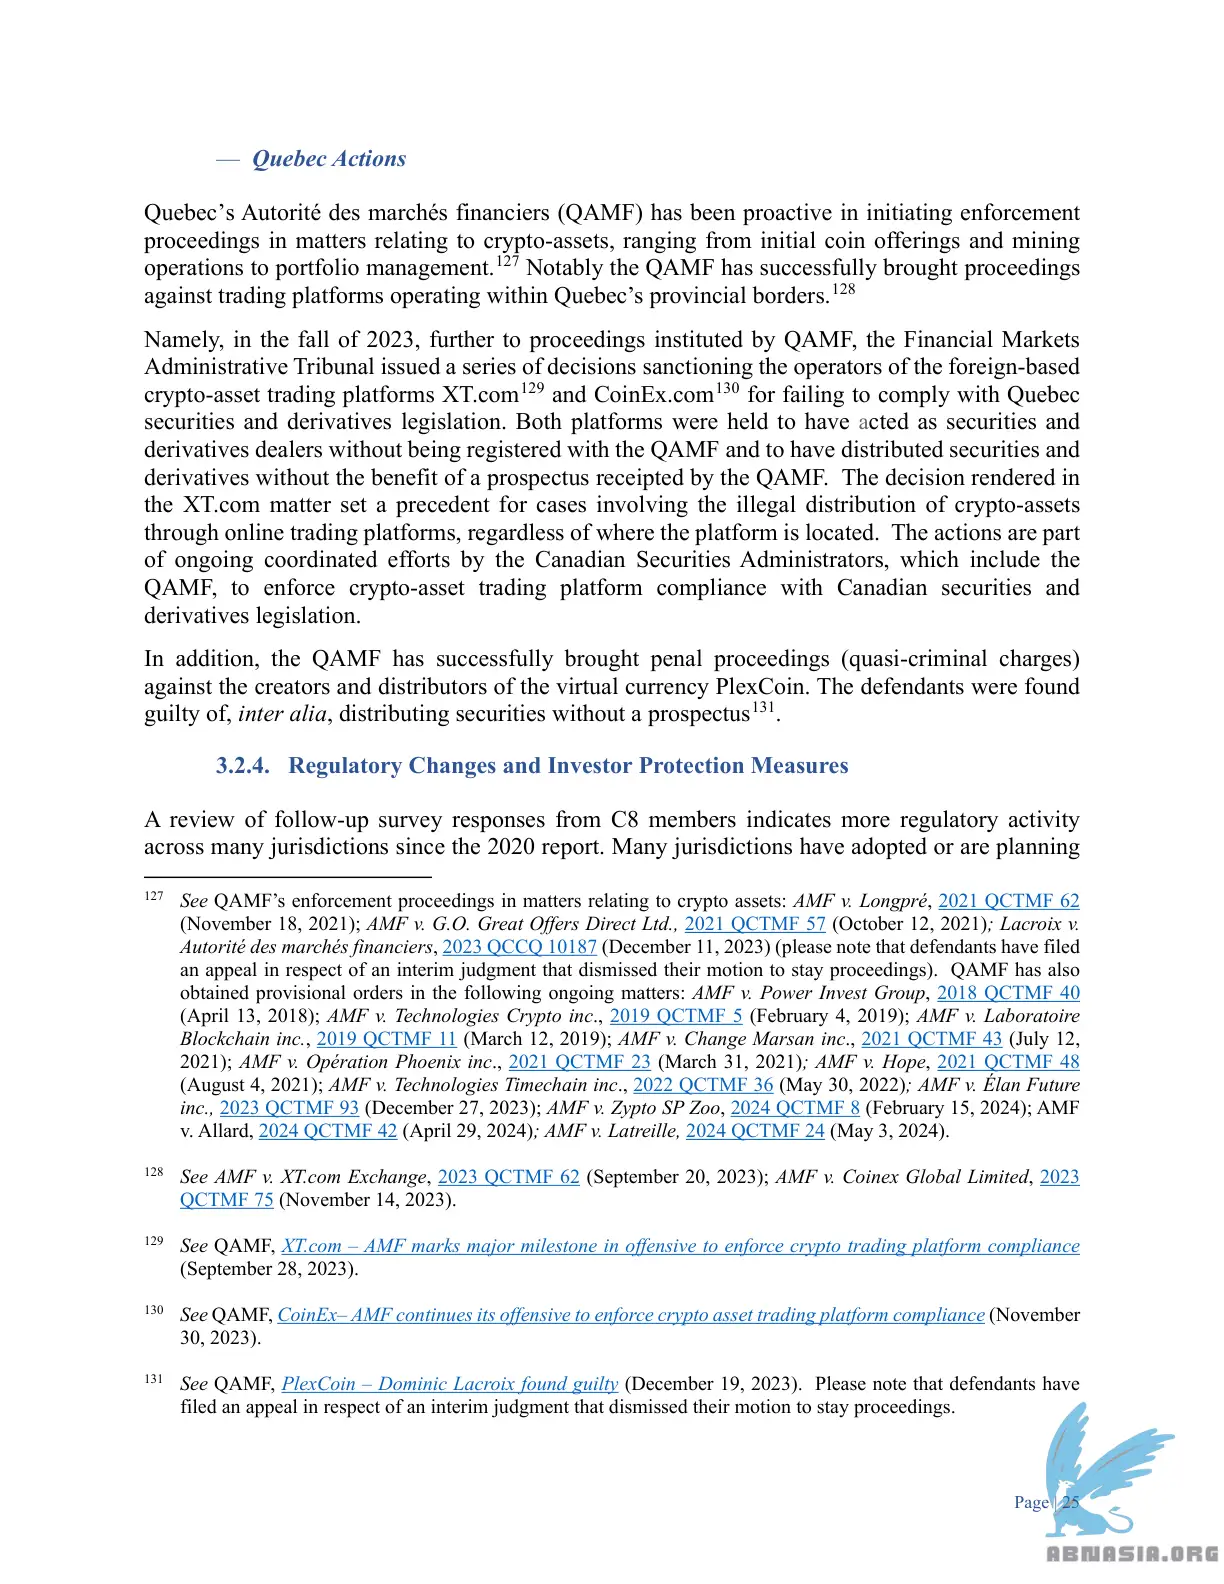 — Quebec Actions
Quebec’s Autorité des marchés financiers (QAMF) has been proactive in initiating enforcement
proceedings in matters relating to crypto-assets, ranging from initial coin offerings and mining
operations to portfolio management.127 Notably the QAMF has successfully brought proceedings
against trading platforms operating within Quebec’s provincial borders.128
Namely, in the fall of 2023, further to proceedings instituted by QAMF, the Financial Markets
Administrative Tribunal issued a series of decisions sanctioning the operators of the foreign-based
crypto-asset trading platforms XT.com129 and CoinEx.com130 for failing to comply with Quebec
securities and derivatives legislation. Both platforms were held to have acted as securities and
derivatives dealers without being registered with the QAMF and to have distributed securities and
derivatives without the benefit of a prospectus receipted by the QAMF.  The decision rendered in
the XT.com matter set a precedent for cases involving the illegal distribution of crypto-assets
through online trading platforms, regardless of where the platform is located.  The actions are part
of ongoing coordinated efforts by the Canadian Securities Administrators, which include the
QAMF, to enforce crypto-asset trading platform compliance with Canadian securities and
derivatives legislation.
In addition, the QAMF has successfully brought penal proceedings (quasi-criminal charges)
against the creators and distributors of the virtual currency PlexCoin. The defendants were found
guilty of, inter alia, distributing securities without a prospectus131.
3.2.4. Regulatory Changes and Investor Protection Measures
A review of follow-up survey responses from C8 members indicates more regulatory activity
across many jurisdictions since the 2020 report. Many jurisdictions have adopted or are planning
127 See QAMF’s enforcement proceedings in matters relating to crypto assets: AMF v. Longpré, 2021 QCTMF 62
(November 18, 2021); AMF v. G.O. Great Offers Direct Ltd., 2021 QCTMF 57 (October 12, 2021); Lacroix v.
Autorité des marchés financiers, 2023 QCCQ 10187 (December 11, 2023) (please note that defendants have filed
an appeal in respect of an interim judgment that dismissed their motion to stay proceedings).  QAMF has also
obtained provisional orders in the following ongoing matters: AMF v. Power Invest Group, 2018 QCTMF 40
(April 13, 2018); AMF v. Technologies Crypto inc., 2019 QCTMF 5 (February 4, 2019); AMF v. Laboratoire
Blockchain inc., 2019 QCTMF 11 (March 12, 2019); AMF v. Change Marsan inc., 2021 QCTMF 43 (July 12,
2021); AMF v. Opération Phoenix inc., 2021 QCTMF 23 (March 31, 2021); AMF v. Hope, 2021 QCTMF 48
(August 4, 2021); AMF v. Technologies Timechain inc., 2022 QCTMF 36 (May 30, 2022); AMF v. Élan Future
inc., 2023 QCTMF 93 (December 27, 2023); AMF v. Zypto SP Zoo, 2024 QCTMF 8 (February 15, 2024); AMF
v. Allard, 2024 QCTMF 42 (April 29, 2024); AMF v. Latreille, 2024 QCTMF 24 (May 3, 2024).
128 See AMF v. XT.com Exchange, 2023 QCTMF 62 (September 20, 2023); AMF v. Coinex Global Limited, 2023
QCTMF 75 (November 14, 2023).
129 See QAMF, XT.com – AMF marks major milestone in offensive to enforce crypto trading platform compliance
(September 28, 2023).
130 See QAMF, CoinEx– AMF continues its offensive to enforce crypto asset trading platform compliance (November
30, 2023).
131 See QAMF, PlexCoin – Dominic Lacroix found guilty (December 19, 2023).  Please note that defendants have
filed an appeal in respect of an interim judgment that dismissed their motion to stay proceedings.
Page | 25
ABNASIA.ORG